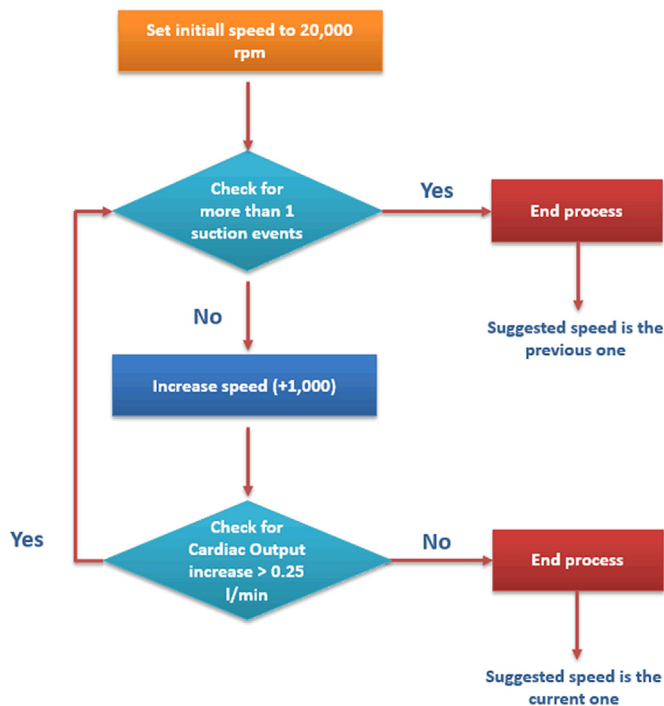 Set initiall speed to 20,000
rpm
Check for
more than 1
suction events
Yes
End process
Suggested speed is the
previous one
No
Increase speed (+1,000)
Check for
Cardiac Output
increase > 0.25
l/min
Yes
No
End process
Suggested speed is the
current one